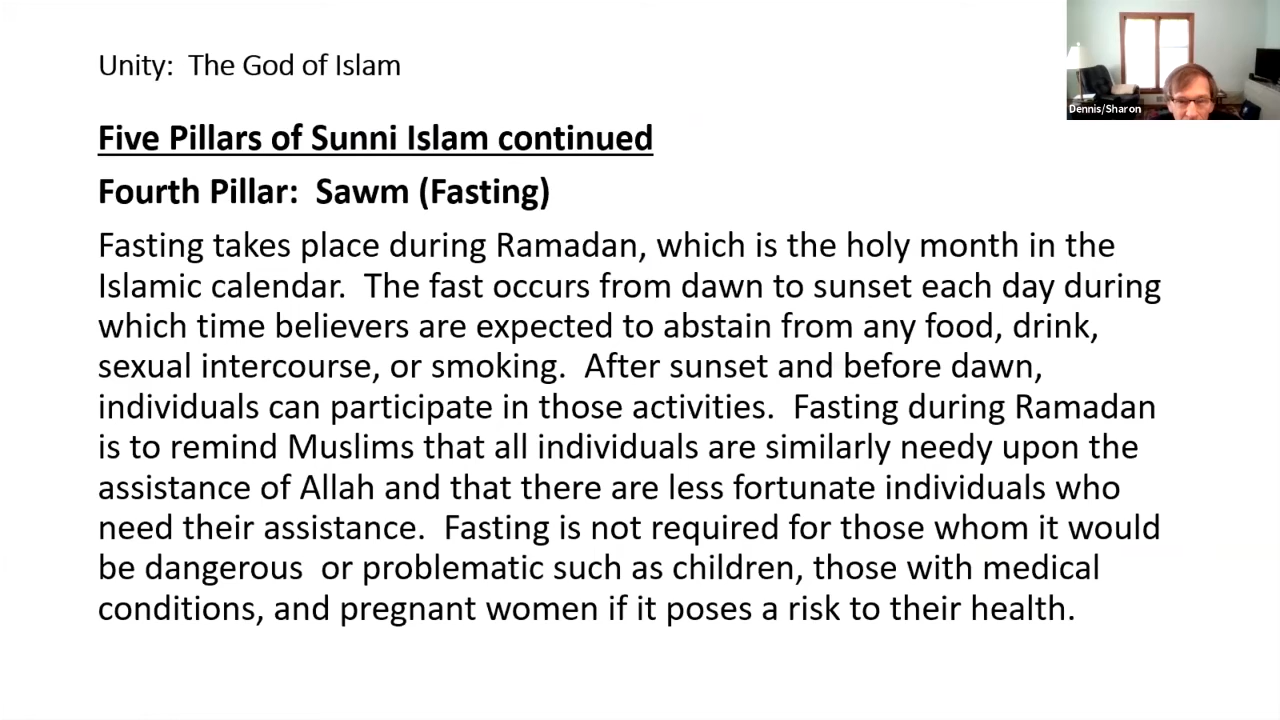 Unity:  The God of Islam
Dennis/Sharon
Five Pillars of Sunni Islam continued
Fourth Pillar:  Sawm (Fasting)
Fasting takes place during Ramadan, which is the holy month in the
Islamic calendar.  The fast occurs from dawn to sunset each day during
which time believers are expected to abstain from any food, drink,
sexual intercourse, or smoking.  After sunset and before dawn,
individuals can participate in those activities.  Fasting during Ramadan
is to remind Muslims that all individuals are similarly needy upon the
assistance of Allah and that there are less fortunate individuals who
need their assistance.  Fasting is not required for those whom it would
be dangerous  or problematic such as children, those with medical
conditions, and pregnant women if it poses a risk to their health.